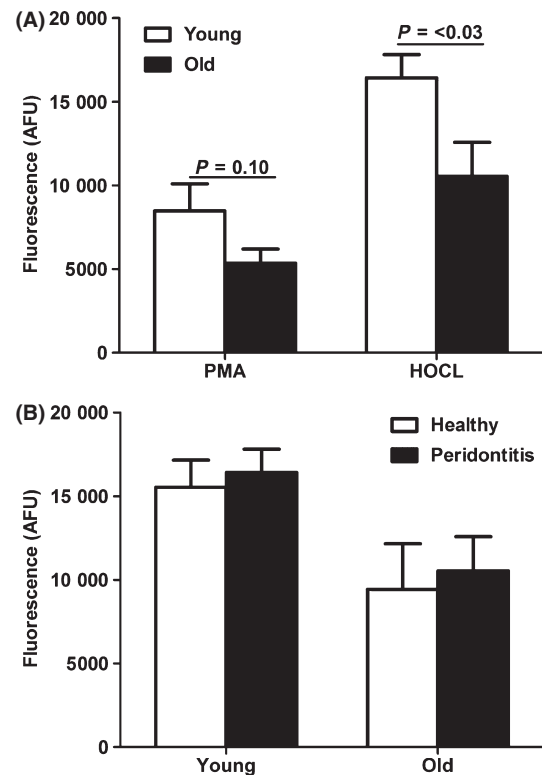 (A)
20 000
15 000
10 000
5000
0
Fluorescence (AFU)
Young
Old
P = 0.10
P = <0.03
PMA
HOCL
(B)
20 000
15 000
10 000
5000
0
Fluorescence (AFU)
Healthy
Peridontitis
Young
Old